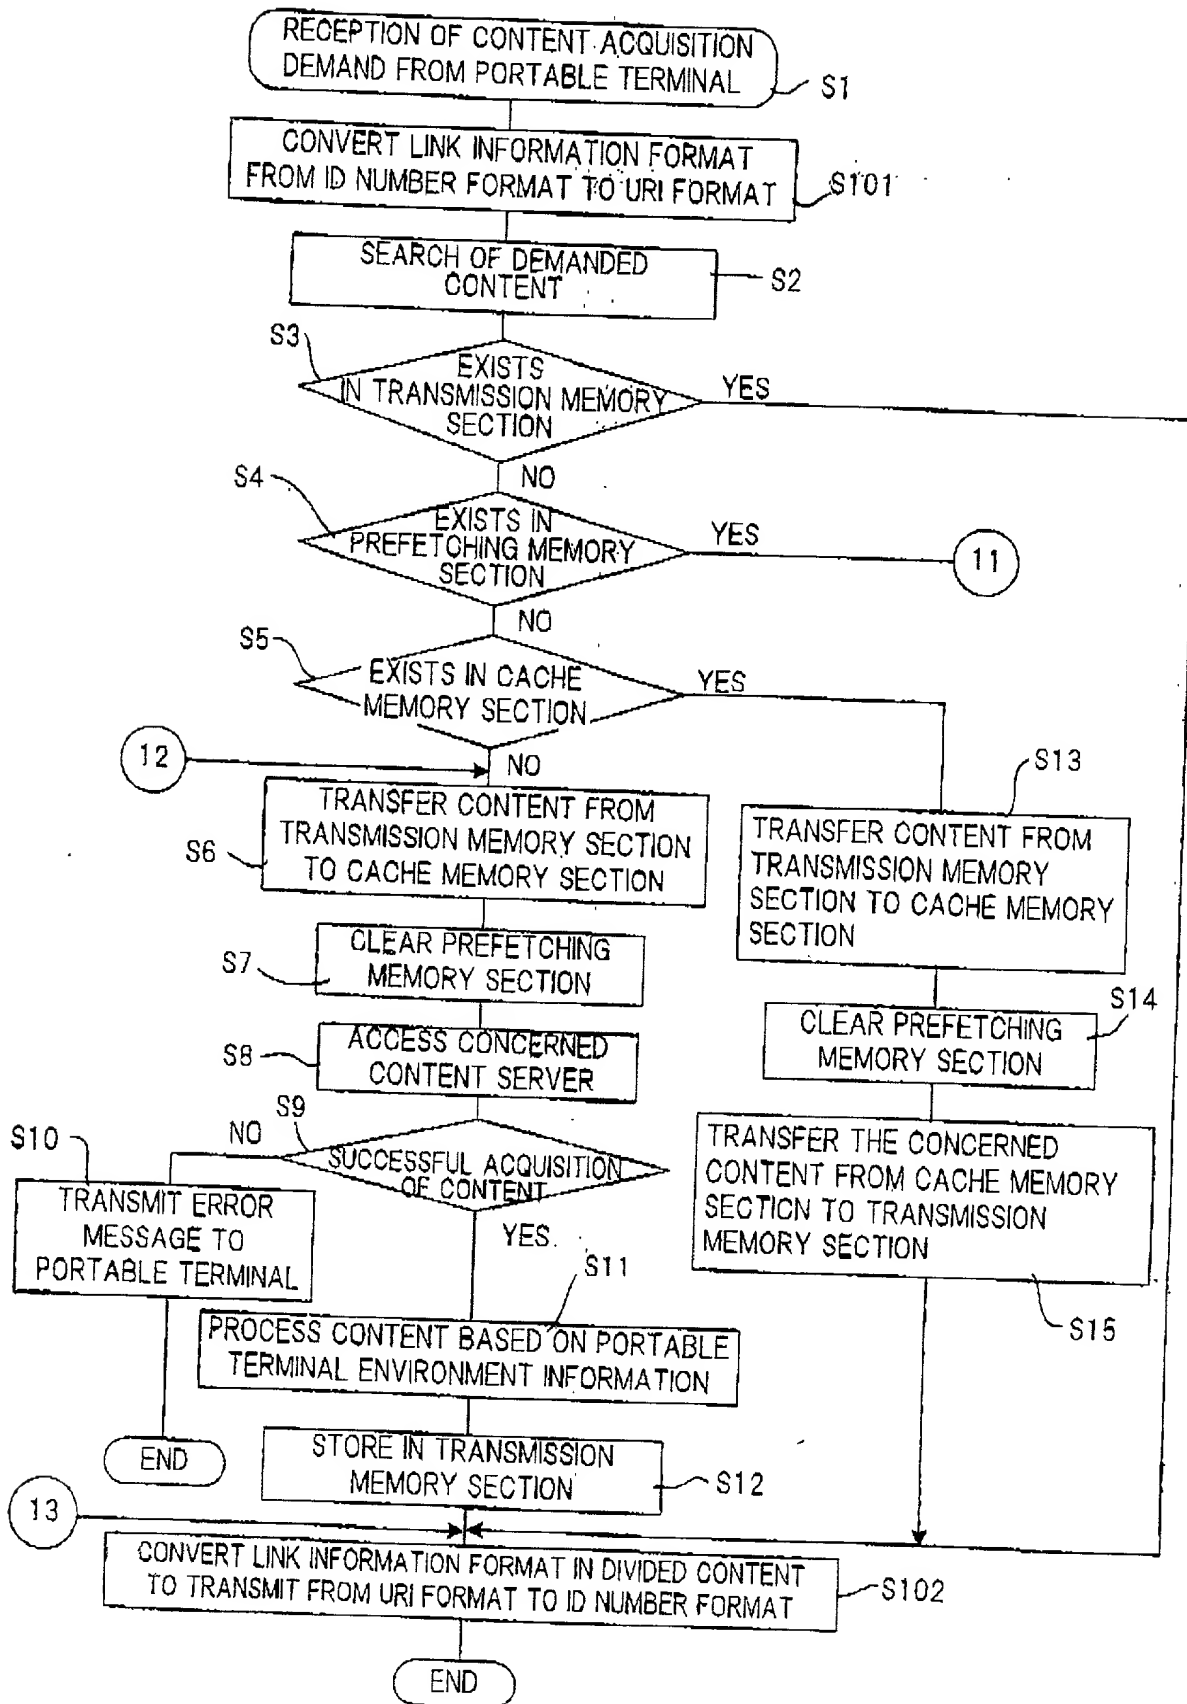 RECEPTION OF CONTENT ACQUISITION
DEMAND FROM PORTABLE TERMINAL
S1
CONVERT LINK INFORMATION FORMAT
FROM ID NUMBER FORMAT TO URI FORMAT
S101
SEARCH OF DEMANDED
CONTENT
S2
S3
EXISTS
IN TRANSMISSION MEMORY
SECTION
YES
NO
S4
EXISTS IN
PREFETCHING MEMORY
SECTION
YES
11
NO
S5
EXISTS IN CACHE
MEMORY SECTION
YES
12
NO
S13
TRANSFER CONTENT FROM
TRANSMISSION MEMORY SECTION
TO CACHE MEMORY SECTION
S6
TRANSFER CONTENT FROM
TRANSMISSION MEMORY
SECTION TO CACHE MEMORY
SECTION
CLEAR PREFETCHING
MEMORY SECTION
S7
S14
CLEAR PREFETCHING
MEMORY SECTION
ACCESS CONCERNED
CONTENT SERVER
S8
S9
NO
SUCCESSFUL ACQUISITION
OF CONTENT
YES.
S10
TRANSMIT ERROR
MESSAGE TO
PORTABLE TERMINAL
TRANSFER THE CONCERNED
CONTENT FROM CACHE MEMORY
SECTION TO TRANSMISSION
MEMORY SECTION
S15
S11
PROCESS CONTENT BASED ON PORTABLE
TERMINAL ENVIRONMENT INFORMATION
END
STORE IN TRANSMISSION
MEMORY SECTION
S12
13
CONVERT LINK INFORMATION FORMAT IN DIVIDED CONTENT
TO TRANSMIT FROM URI FORMAT TO ID NUMBER FORMAT
S102
END